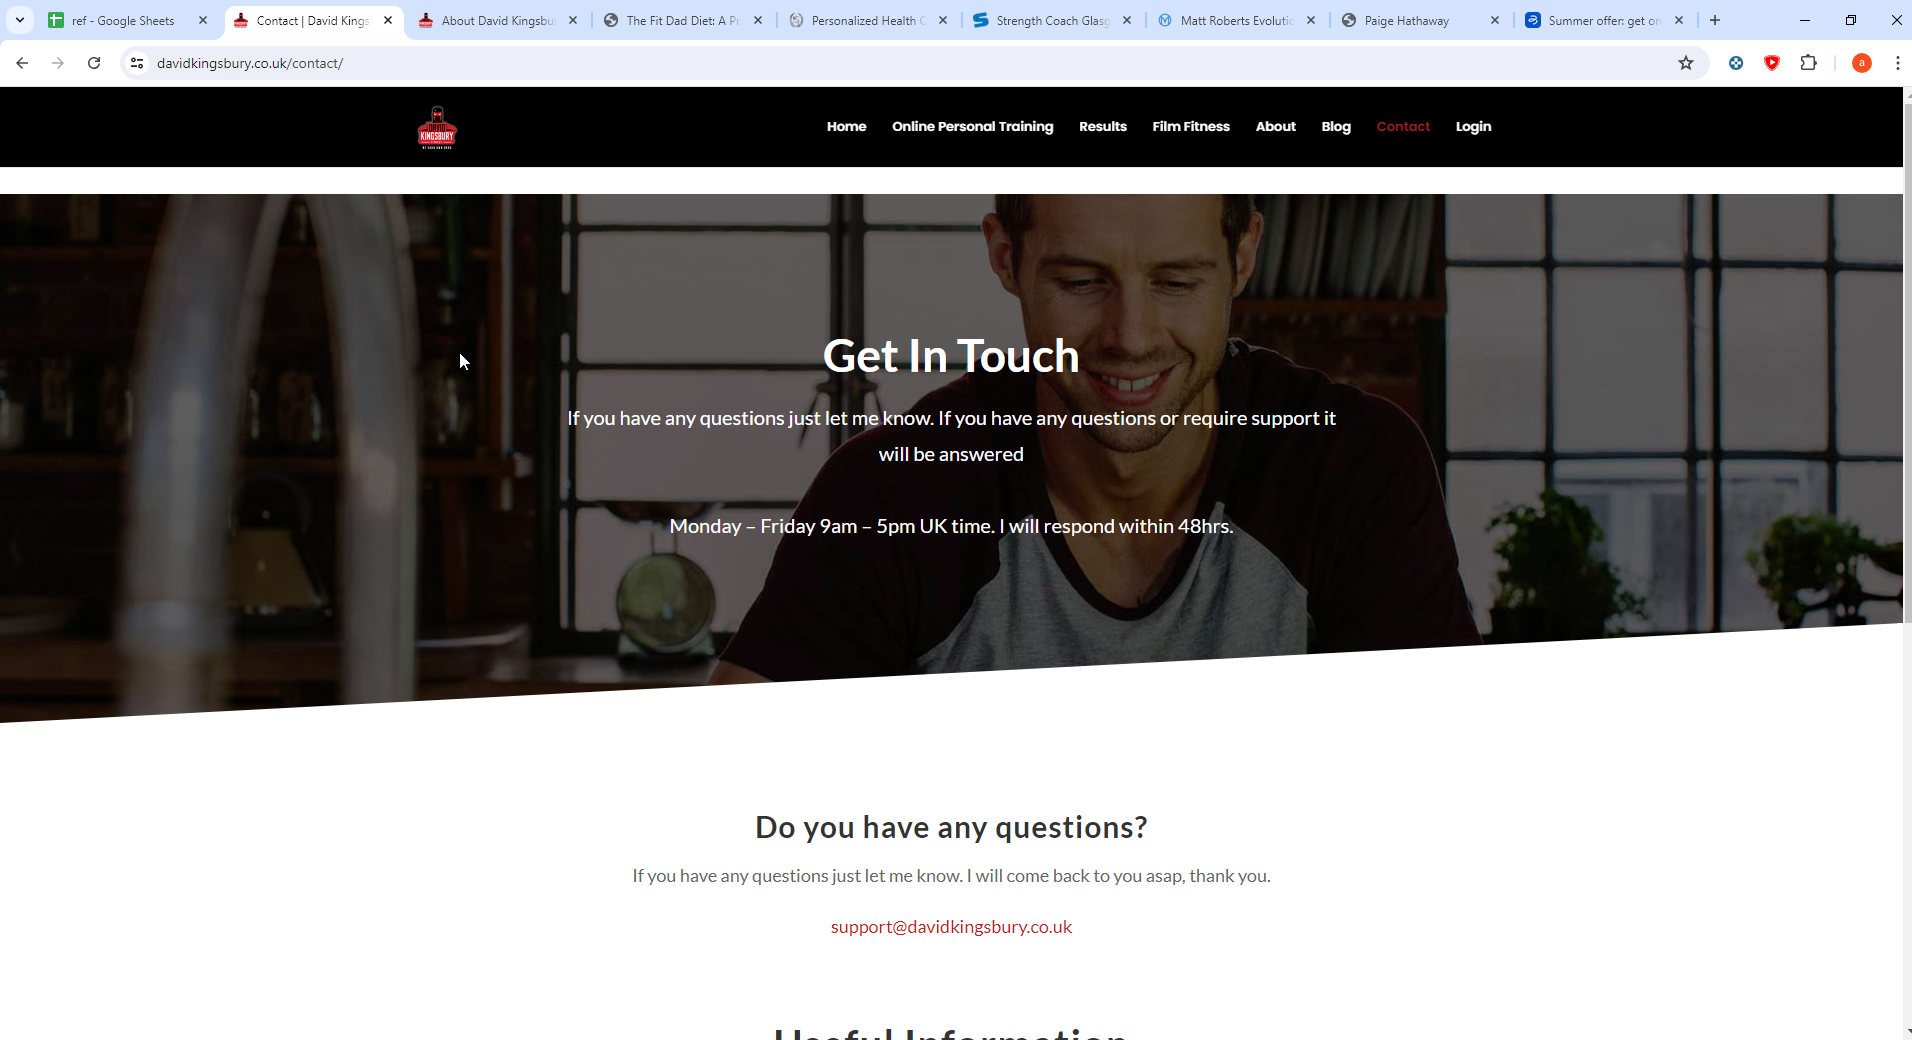 ref - Google Sheets
Contact | David Kings
About David Kingsbu
The Fit Dad Diet: A Pr
Personalized Health C
Strength Coach Glasg
Matt Roberts Evolutic
Paige Hathaway
Summer offer: get on
davidkingsbury.co.uk/contact/
a
KINGSBURY
Home
Online Personal Training
Results
Film Fitness
About
Blog
Contact
Login
Get In Touch
If you have any questions just let me know. If you have any questions or require support it
will be answered
Monday – Friday 9am – 5pm UK time. I will respond within 48hrs.
Do you have any questions?
If you have any questions just let me know. I will come back to you asap, thank you.
support@davidkingsbury.co.uk
Useful Information